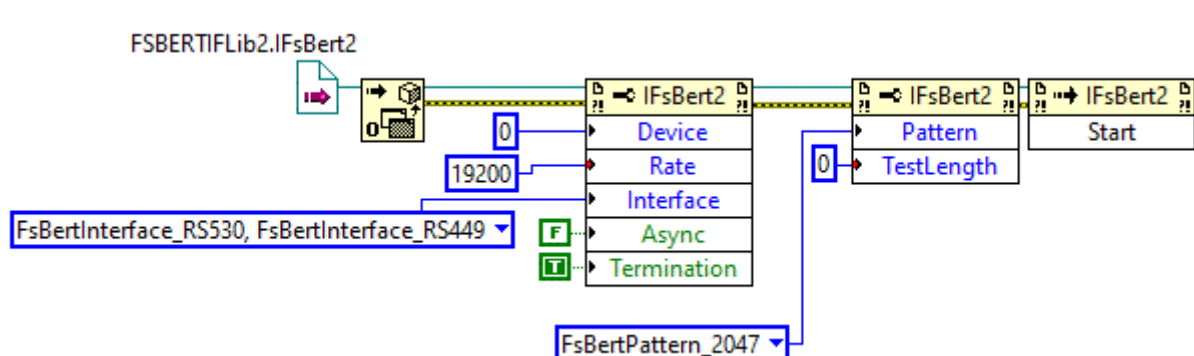 FSBERTIFLib2.IFsBert2
IFsBert2
IFsBert2
IFsBert2
0
Device
Pattern
Start
19200
Rate
0
TestLength
Interface
FsBertInterface_RS530, FsBertInterface_RS449
F
Async
T
Termination
FsBertPattern_2047